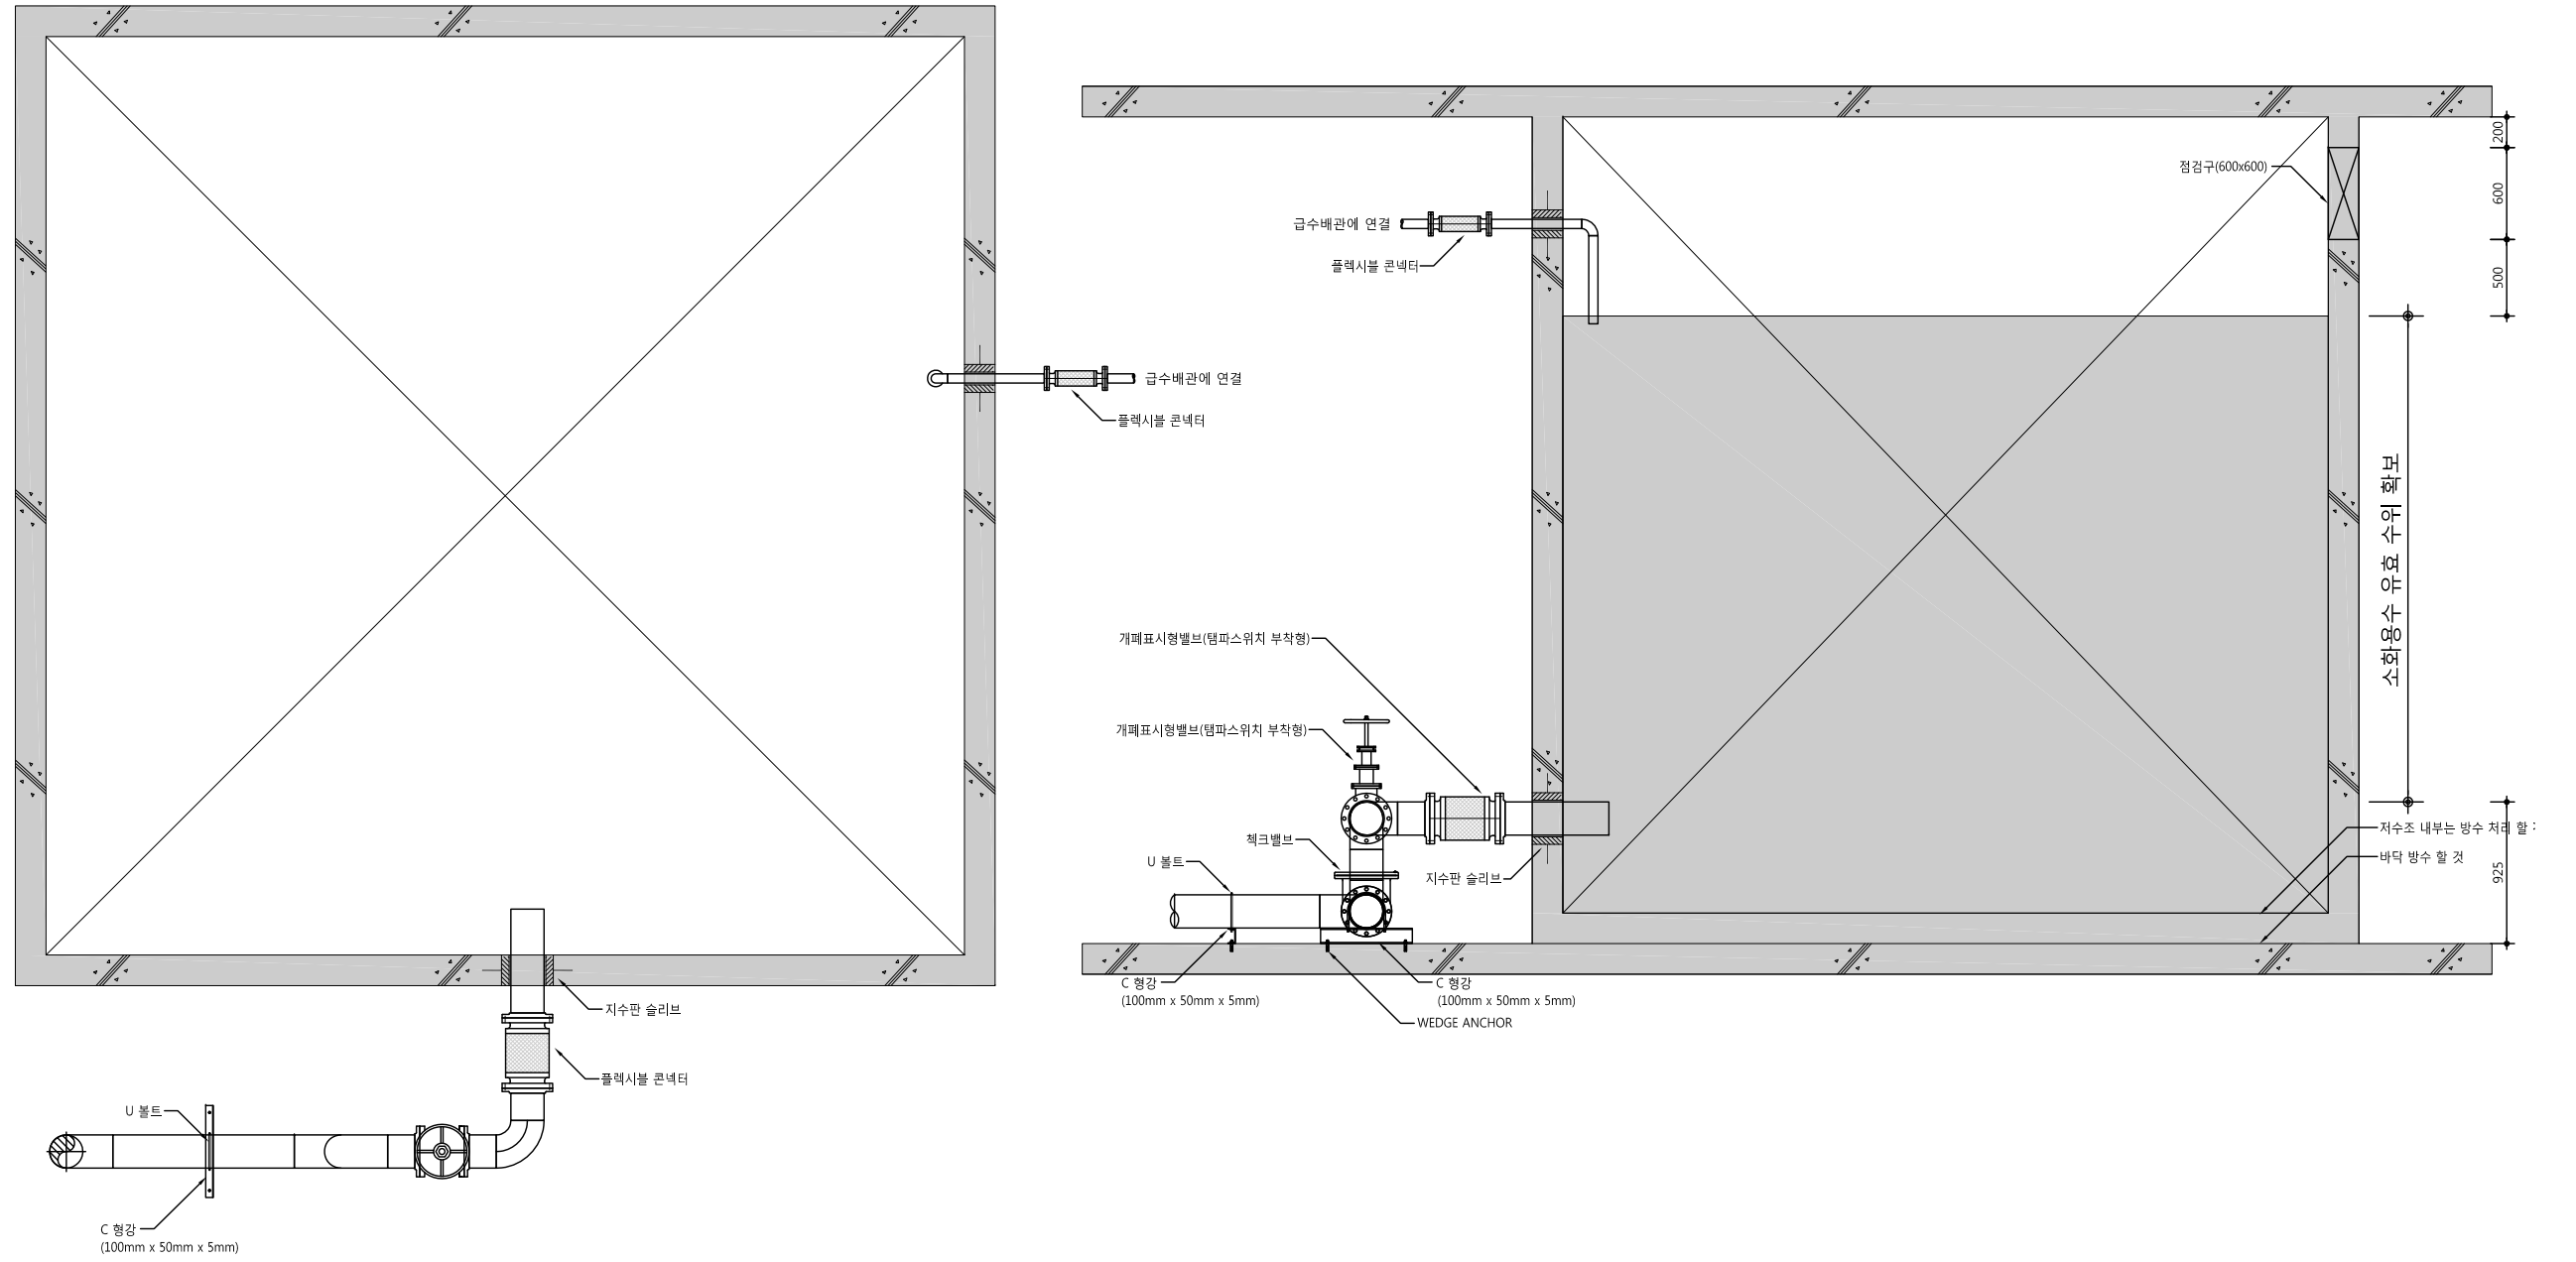 급수배관에 연결
플렉시블 콘넥터
지수판 슬리브
플렉시블 콘넥터
U 볼트
C 형강
(100mm x 50mm x 5mm)
점검구(600x600)
200
600
500
급수배관에 연결
플렉시블 콘넥터
소화용수 유효 수위 확보
개폐표시형밸브(탬파스위치 부착형)
개폐표시형밸브(탬파스위치 부착형)
첵크밸브
U 볼트
지수판 슬리브
저수조 내부는 방수 처리 할
바닥 방수 할 것
925
C 형강
(100mm x 50mm x 5mm)
C 형강
(100mm x 50mm x 5mm)
WEDGE ANCHOR